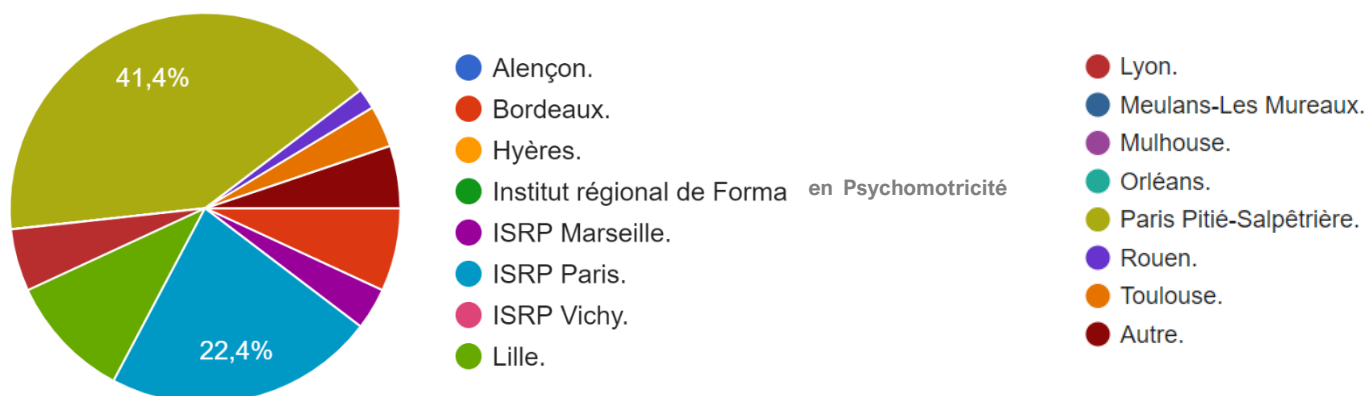 41,4%
22,4%
Alençon.
Bordeaux.
Hyères.
Institut régional de Forma en Psychomotricité
ISRP Marseille.
ISRP Paris.
ISRP Vichy.
Lille.
Lyon.
Meulans-Les Mureaux.
Mulhouse.
Orléans.
Paris Pitié-Salpêtrière.
Rouen.
Toulouse.
Autre.